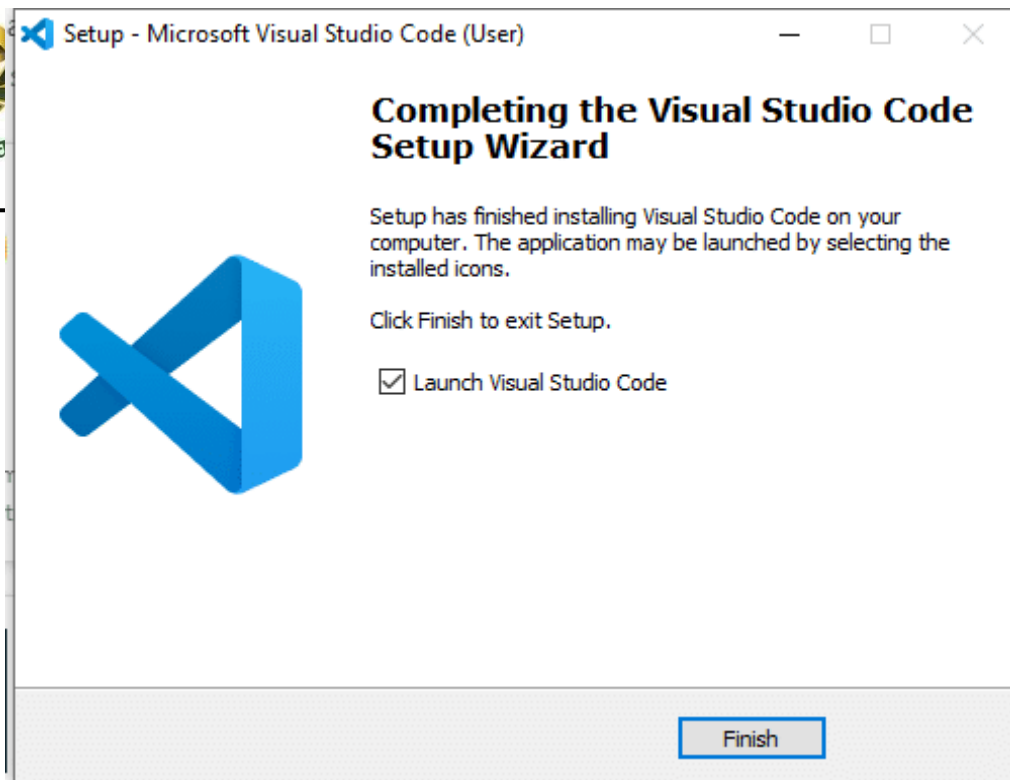 Setup - Microsoft Visual Studio Code (User)
Completing the Visual Studio Code
Setup Wizard
Setup has finished installing Visual Studio Code on your
computer. The application may be launched by selecting the
installed icons.
Click Finish to exit Setup.
Launch Visual Studio Code
Finish